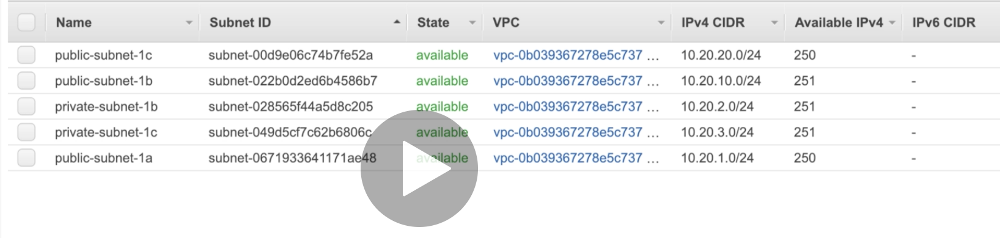 Name Subnet ID State VPC IPv4 CIDR Available IPv4 IPv6 CIDR
public-subnet-1c subnet-00d9e06c74b7fe52a available vpc-0b039367278e5c737 ... 10.20.20.0/24 250 -
public-subnet-1b subnet-022b0d2ed6b4586b7 available vpc-0b039367278e5c737 ... 10.20.10.0/24 251 -
private-subnet-1b subnet-028565f44a5d8c205 available vpc-0b039367278e5c737 ... 10.20.2.0/24 251 -
private-subnet-1c subnet-049d5cf7c62b6806c available vpc-0b039367278e5c737 ... 10.20.3.0/24 251 -
public-subnet-1a subnet-0671933641171ae48 available vpc-0b039367278e5c737 ... 10.20.1.0/24 250 -